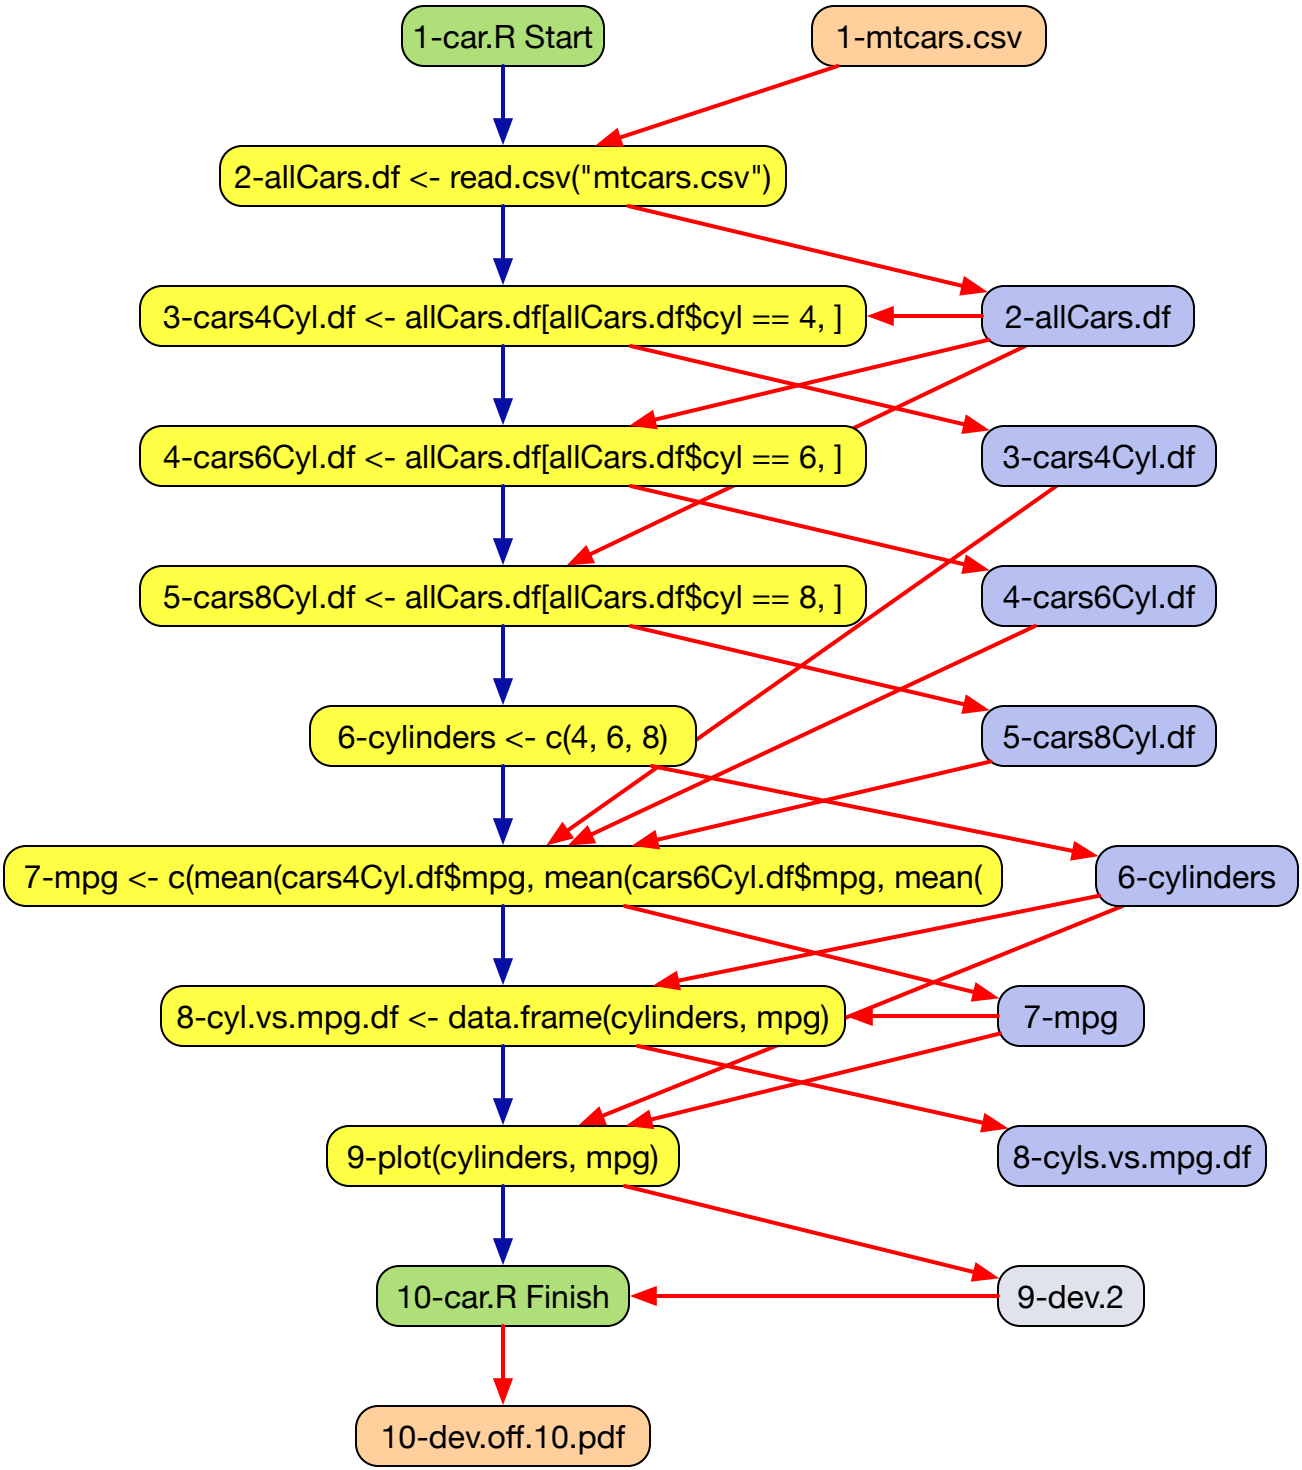 1-car.R Start
1-mtcars.csv
2-allCars.df <- read.csv("mtcars.csv")
3-cars4Cyl.df <- allCars.df[allCars.df$cyl == 4, ]
2-allCars.df
4-cars6Cyl.df <- allCars.df[allCars.df$cyl == 6, ]
3-cars4Cyl.df
5-cars8Cyl.df <- allCars.df[allCars.df$cyl == 8, ]
4-cars6Cyl.df
6-cylinders <- c(4, 6, 8)
5-cars8Cyl.df
7-mpg <- c(mean(cars4Cyl.df$mpg, mean(cars6Cyl.df$mpg, mean(
6-cylinders
8-cyl.vs.mpg.df <- data.frame(cylinders, mpg)
7-mpg
9-plot(cylinders, mpg)
8-cyls.vs.mpg.df
10-car.R Finish
9-dev.2
10-dev.off.10.pdf